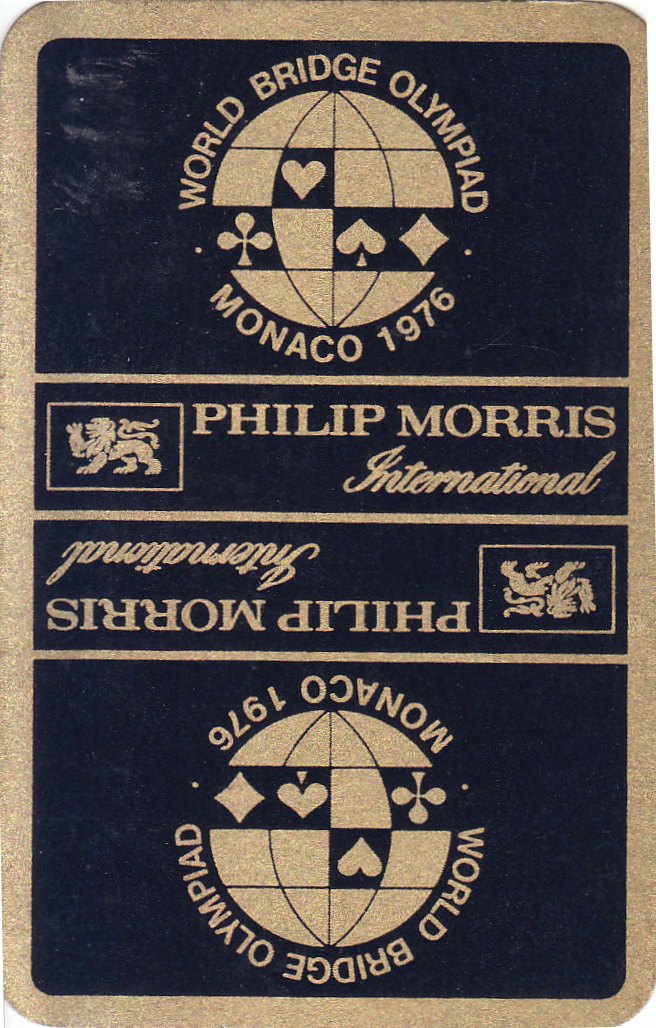 WORLD BRIDGE OLYMPIAD
MONACO 1976
PHILIP MORRIS
International
International
PHILIP MORRIS
MONACO 1976
WORLD BRIDGE OLYMPIAD